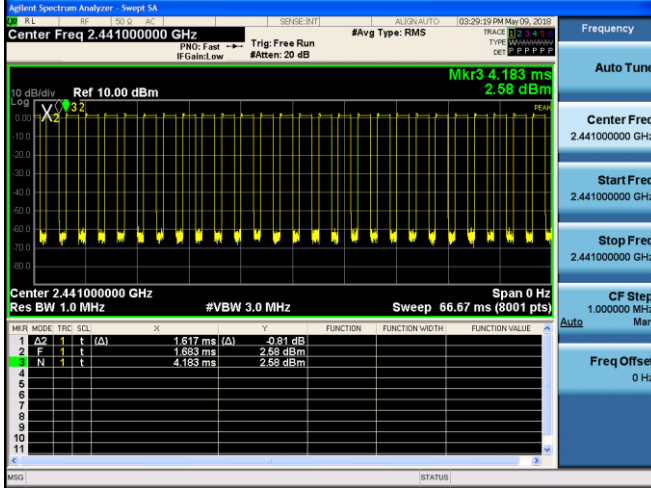 Agilent Spectrum Analyzer - Swept SA
RL RF 50 Ω AC SENSE:INT ALIGNAUTO 03:29:19 PM May 09, 2018
Center Freq 2.441000000 GHz #Avg Type: RMS TRACE 1 2 3 4 5 6
PNO: Fast Trig: Free Run TYPE
IFGain:Low #Atten: 20 dB DET P P P P P P
Frequency
Mkr3 4.183 ms
2.58 dBm
10 dB/div Ref 10.00 dBm
Log
PEAK
X 2 3 2
0.00
-10.0
-20.0
-30.0
-40.0
-50.0
-60.0
-70.0
-80.0
Center 2.441000000 GHz Span 0 Hz
Res BW 1.0 MHz #VBW 3.0 MHz Sweep 66.67 ms (8001 pts)
MKR MODE TRC SCL X Y FUNCTION FUNCTION WIDTH FUNCTION VALUE
1 Δ2 1 t (Δ) 1.617 ms (Δ) -0.81 dB
2 F 1 t 1.683 ms 2.58 dBm
3 N 1 t 4.183 ms 2.58 dBm
4
5
6
7
8
9
10
11
MSG STATUS
Auto Tune
Center Freq
2.441000000 GHz
Start Freq
2.441000000 GHz
Stop Freq
2.441000000 GHz
CF Step
1.000000 MHz
Auto Man
Freq Offset
0 Hz